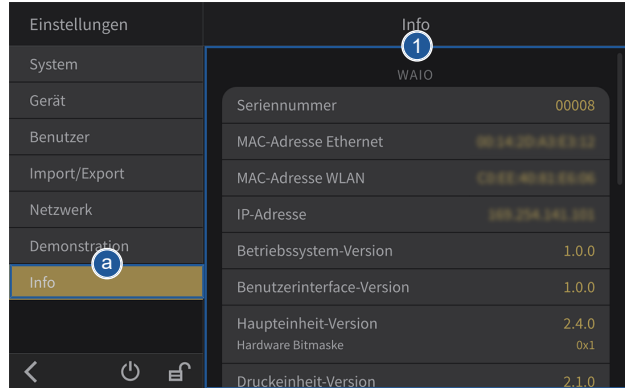 Einstellungen
Info
1
System
Gerät
Benutzer
Import/Export
Netzwerk
Demonstration
a
Info
WAIO
Seriennummer 00008
MAC-Adresse Ethernet
MAC-Adresse WLAN
IP-Adresse
Betriebssystem-Version 1.0.0
Benutzerinterface-Version 1.0.0
Haupteinheit-Version 2.4.0
Hardware Bitmaske 0x1
Druckeinheit-Version 2.1.0